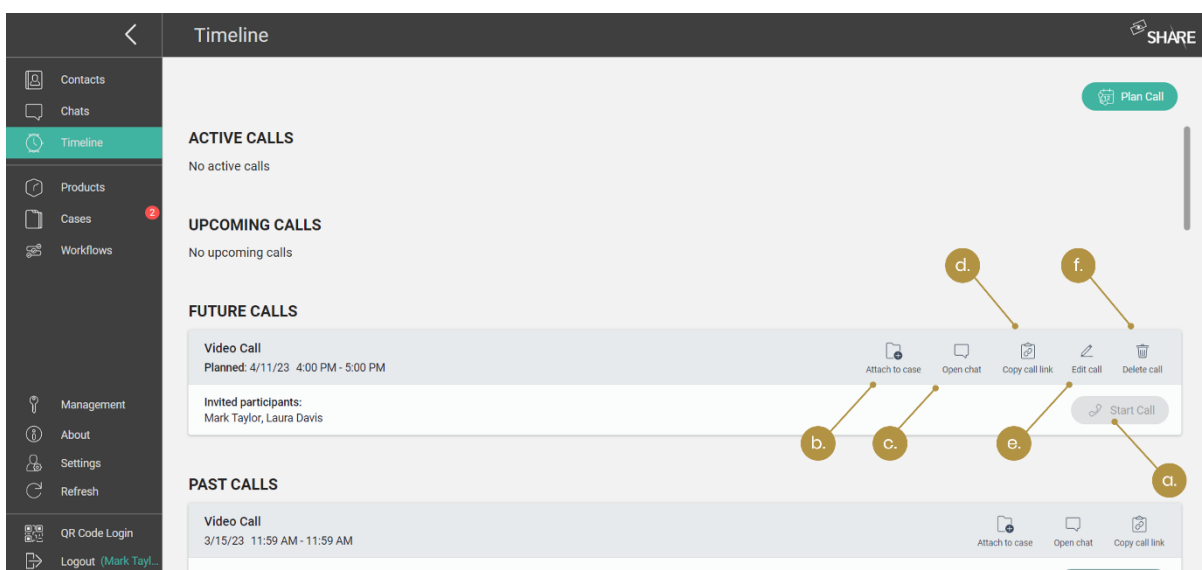 Timeline
SHARE
Contacts
Chats
Timeline
Products
Cases 2
Workflows
Management
About
Settings
Refresh
QR Code Login
Logout (Mark Tayl...
Plan Call
ACTIVE CALLS
No active calls
UPCOMING CALLS
No upcoming calls
d. f.
FUTURE CALLS
Video Call
Planned: 4/11/23 4:00 PM - 5:00 PM
Attach to case Open chat Copy call link Edit call Delete call
Invited participants:
Mark Taylor, Laura Davis
Start Call
b. c. e. a.
PAST CALLS
Video Call
3/15/23 11:59 AM - 11:59 AM
Attach to case Open chat Copy call link